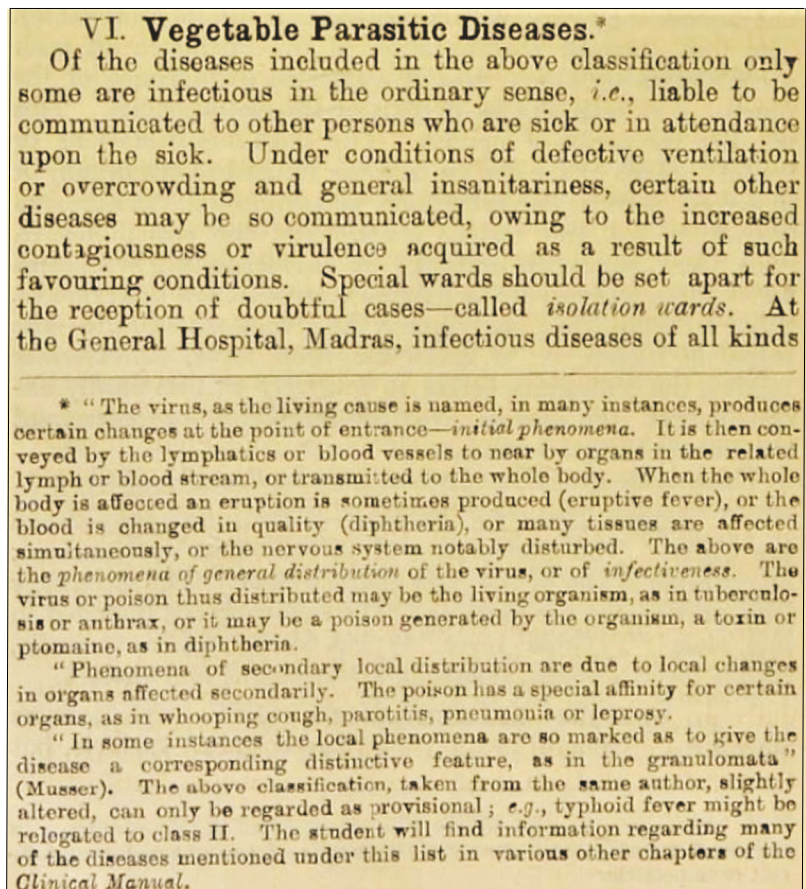 VI. Vegetable Parasitic Diseases.*
Of the diseases included in the above classification only
some are infectious in the ordinary sense, i.e., liable to be
communicated to other persons who are sick or in attendance
upon the sick. Under conditions of defective ventilation
or overcrowding and general insanitariness, certain other
diseases may be so communicated, owing to the increased
contagiousness or virulence acquired as a result of such
favouring conditions. Special wards should be set apart for
the reception of doubtful cases—called isolation wards. At
the General Hospital, Madras, infectious diseases of all kinds
* "The virus, as the living cause is named, in many instances, produces
certain changes at the point of entrance—initial phenomena. It is then con-
veyed by the lymphatics or blood vessels to near by organs in the related
lymph or blood stream, or transmitted to the whole body. When the whole
body is affected an eruption is sometimes produced (eruptive fever), or the
blood is changed in quality (diphtheria), or many tissues are affected
simultaneously, or the nervous system notably disturbed. The above are
the phenomena of general distribution of the virus, or of infectiveness. The
virus or poison thus distributed may be the living organism, as in tuberculo-
sis or anthrax, or it may be a poison generated by the organism, a toxin or
ptomaine, as in diphtheria.
"Phenomena of secondary local distribution are due to local changes
in organs affected secondarily. The poison has a special affinity for certain
organs, as in whooping cough, parotitis, pneumonia or leprosy.
"In some instances the local phenomena are so marked as to give the
disease a corresponding distinctive feature, as in the granulomata"
(Musser). The above classification, taken from the same author, slightly
altered, can only be regarded as provisional; e.g., typhoid fever might be
relegated to class II. The student will find information regarding many
of the diseases mentioned under this list in various other chapters of the
Clinical Manual.